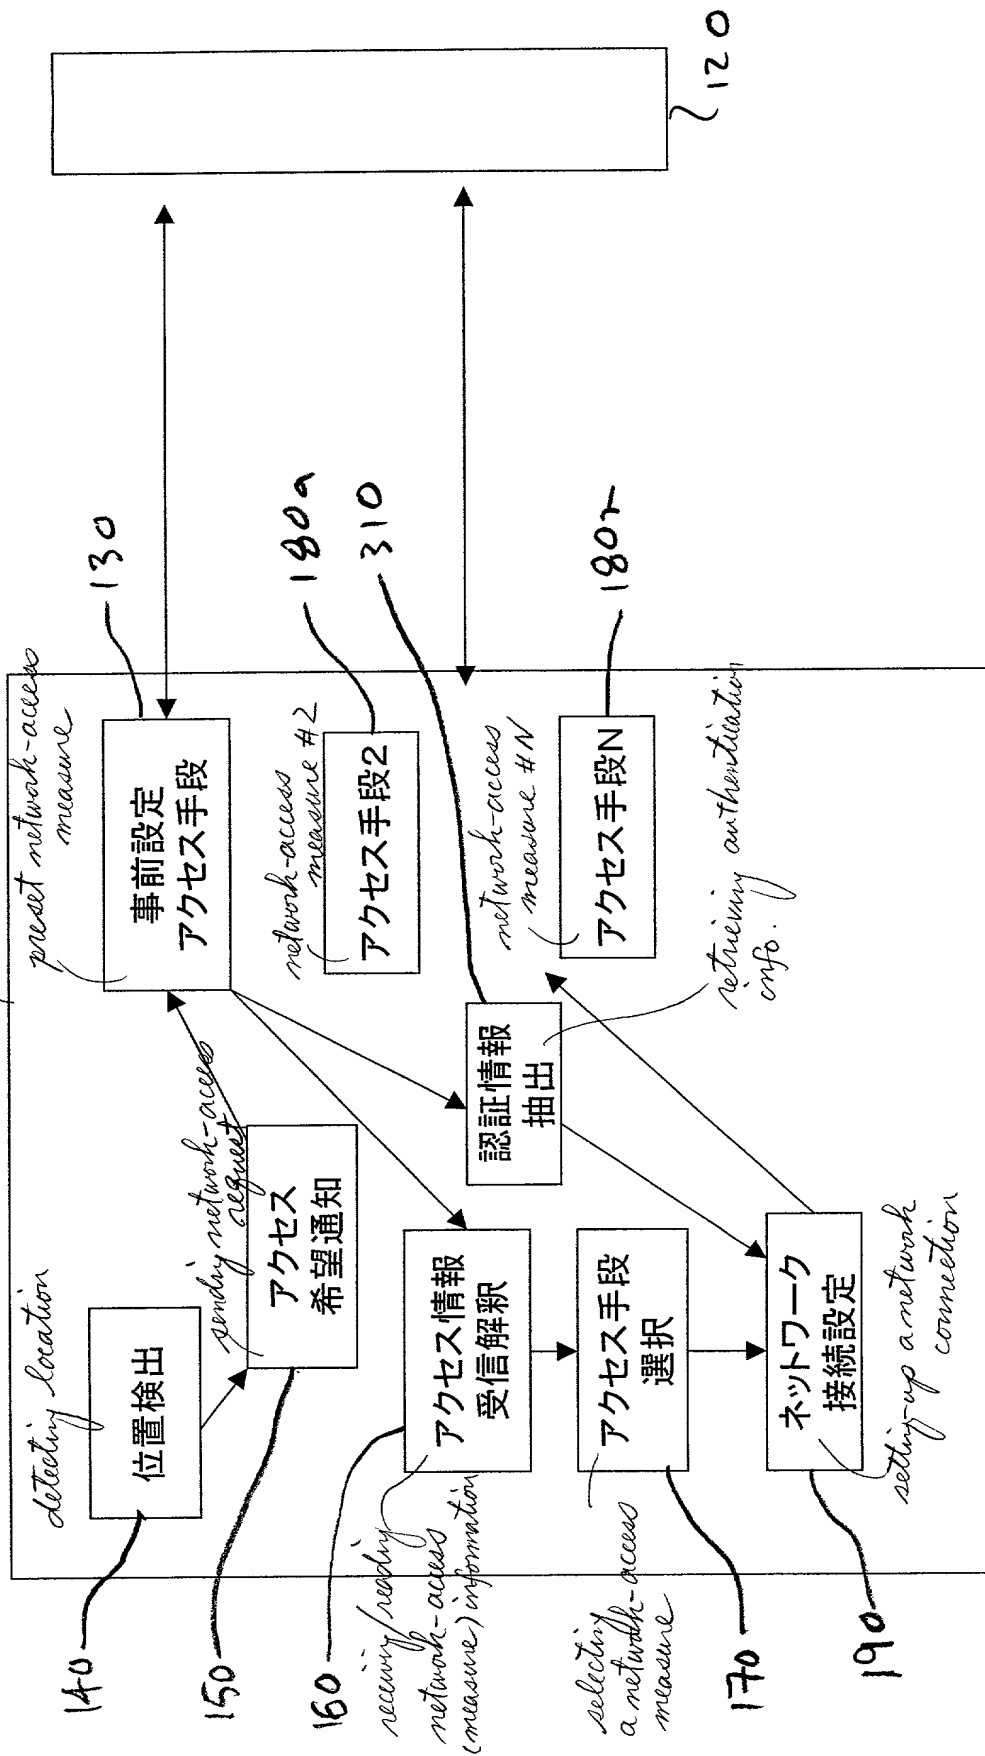 detecting location
位置検出
140
sending network-access
request
アクセス
希望通知
150
preset network-access
measure
事前設定
アクセス手段
130
120
receiving/reading
network-access
(measure) information
アクセス情報
受信解釈
160
network-access
measure #2
アクセス手段2
180a
認証情報
抽出
310
retrieving authentication
info.
selecting
a network-access
measure
アクセス手段
選択
170
network-access
measure #N
アクセス手段N
180n
ネットワーク
接続設定
190
setting-up a network
connection